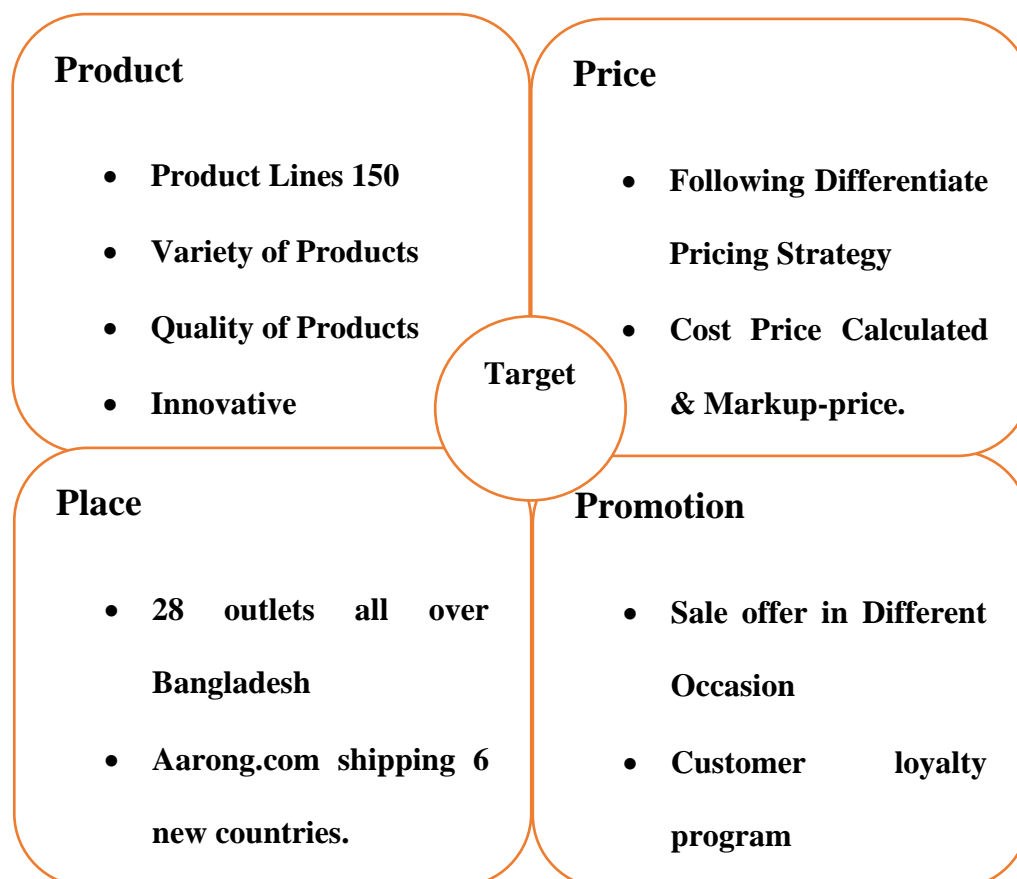 Product
• Product Lines 150
• Variety of Products
• Quality of Products
• Innovative
Price
• Following Differentiate
Pricing Strategy
• Cost Price Calculated
& Markup-price.
Target
Place
• 28 outlets all over
Bangladesh
• Aarong.com shipping 6
new countries.
Promotion
• Sale offer in Different
Occasion
• Customer loyalty
program